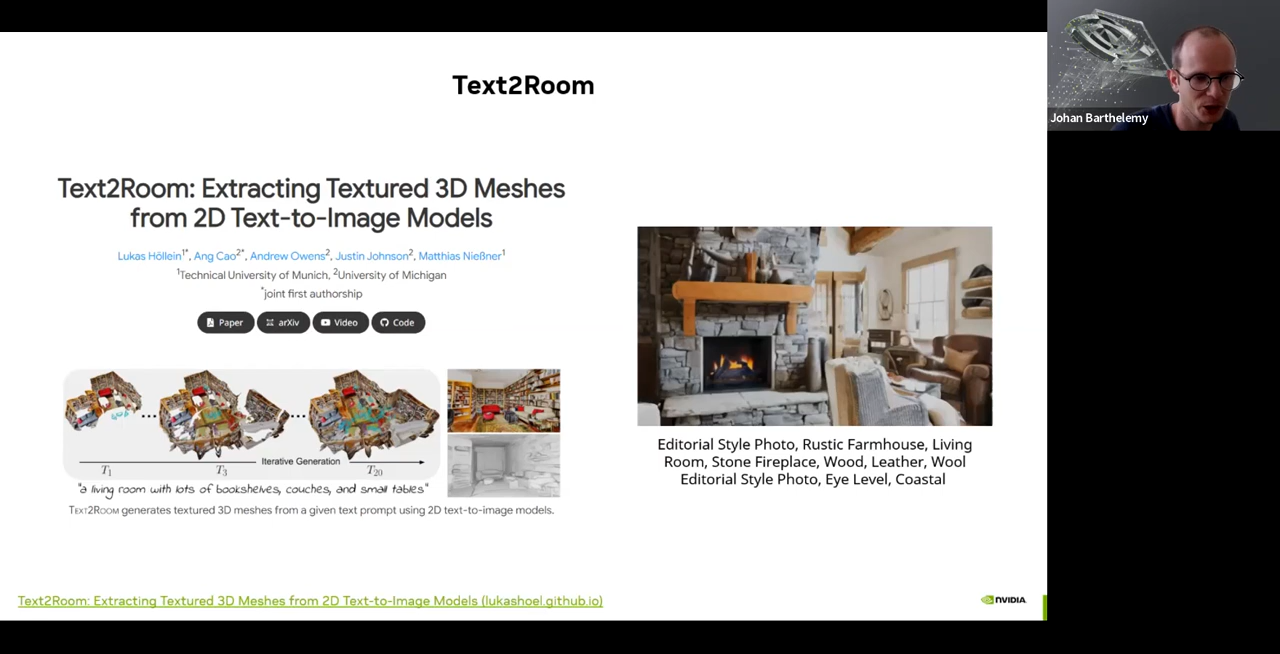 Text2Room
Johan Barthelemy
Text2Room: Extracting Textured 3D Meshes
from 2D Text-to-Image Models
Lukas Höllein1*, Ang Cao2*, Andrew Owens2, Justin Johnson2, Matthias Nießner1
1Technical University of Munich, 2University of Michigan
*joint first authorship
Paper arXiv Video Code
Iterative Generation
T1 T3 T20
"a living room with lots of bookshelves, couches, and small tables"
Text2Room generates textured 3D meshes from a given text prompt using 2D text-to-image models.
Editorial Style Photo, Rustic Farmhouse, Living
Room, Stone Fireplace, Wood, Leather, Wool
Editorial Style Photo, Eye Level, Coastal
Text2Room: Extracting Textured 3D Meshes from 2D Text-to-Image Models (lukashoel.github.io)
NVIDIA